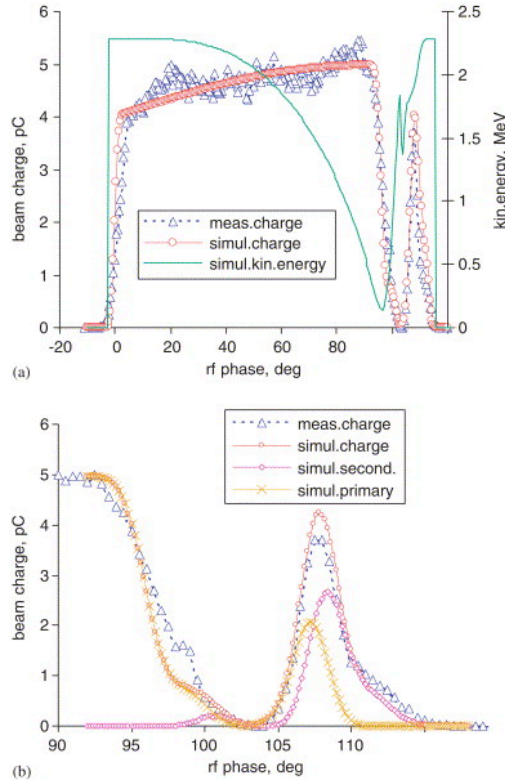 6
5
4
3
2
1
0
beam charge, pC
2.5
2
1.5
1
0.5
0
kin.energy, MeV
meas.charge
simul.charge
simul.kin.energy
-20 0 20 40 60 80
rf phase, deg
(a)
6
5
4
3
2
1
0
beam charge, pC
meas.charge
simul.charge
simul.second.
simul.primary
90 95 100 105 110
rf phase, deg
(b)